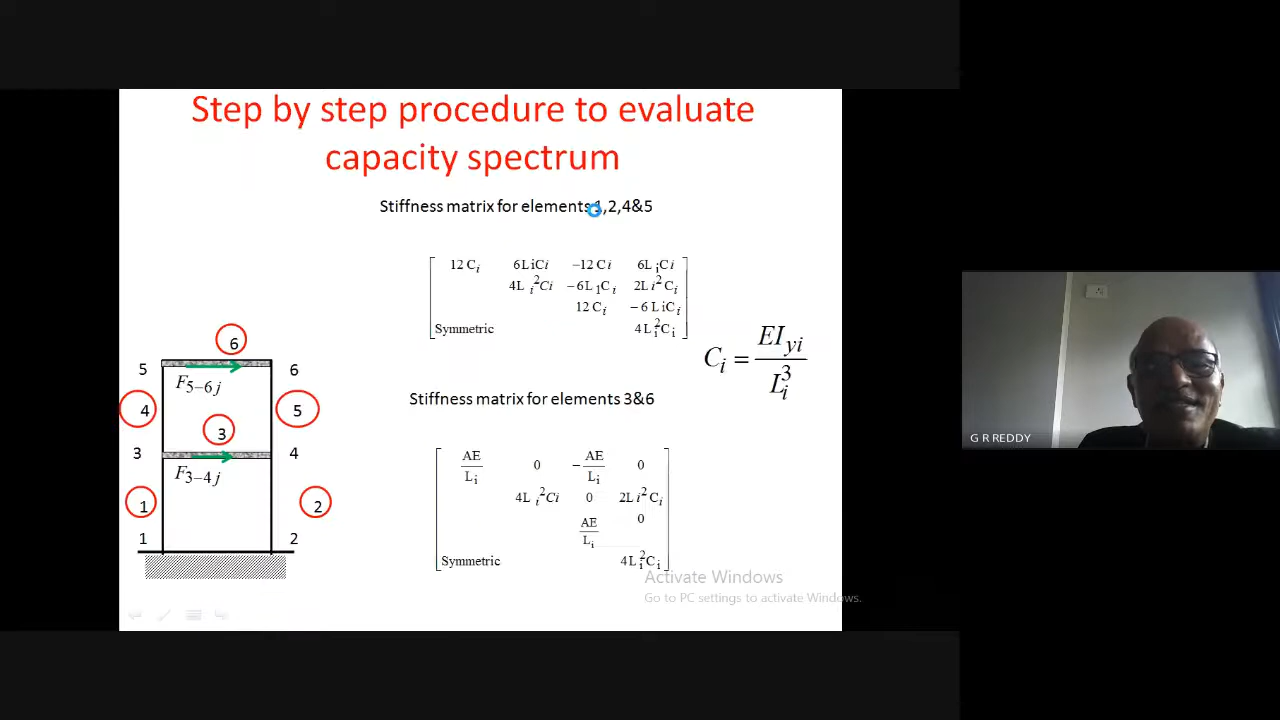 Step by step procedure to evaluate
capacity spectrum
Stiffness matrix for elements 1,2,4&5
12 Ci 6LiCi −12 Ci 6LiCi
4Li²Ci −6L1Ci 2Li²Ci
12 Ci −6 LiCi
Symmetric 4Li²Ci
Ci = EIyi / Li³
Stiffness matrix for elements 3&6
AE/Li 0 −AE/Li 0
4Li²Ci 0 2Li²Ci
AE/Li 0
Symmetric 4Li²Ci
6
5 6
F5−6j
4 5
3
3 4
F3−4j
1 2
1 2
Activate Windows
Go to PC settings to activate Windows.
G R REDDY